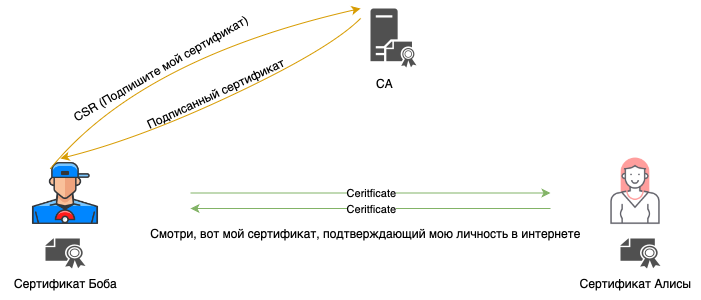 CSR (Подпишите мой сертификат)
Подписанный сертификат
CA
Ceritficate
Ceritficate
Смотри, вот мой сертификат, подтверждающий мою личность в интернете
Сертификат Боба
Сертификат Алисы